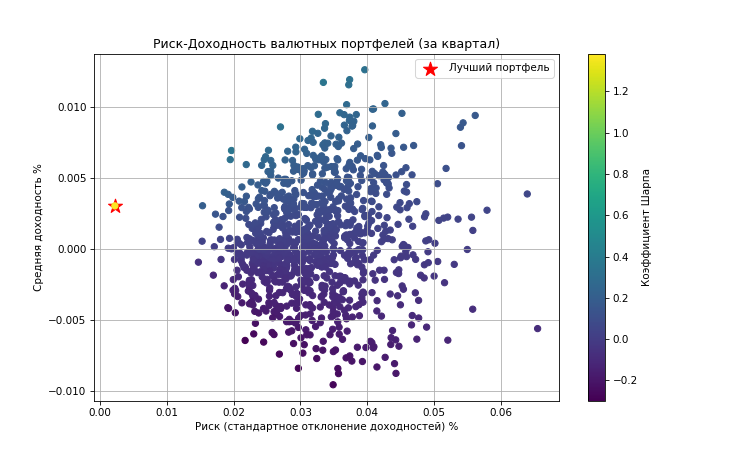 Риск-Доходность валютных портфелей (за квартал)
Лучший портфель
0.010
0.005
0.000
−0.005
−0.010
Средняя доходность %
0.00 0.01 0.02 0.03 0.04 0.05 0.06
Риск (стандартное отклонение доходностей) %
1.2
1.0
0.8
0.6
0.4
0.2
0.0
−0.2
Коэффициент Шарпа